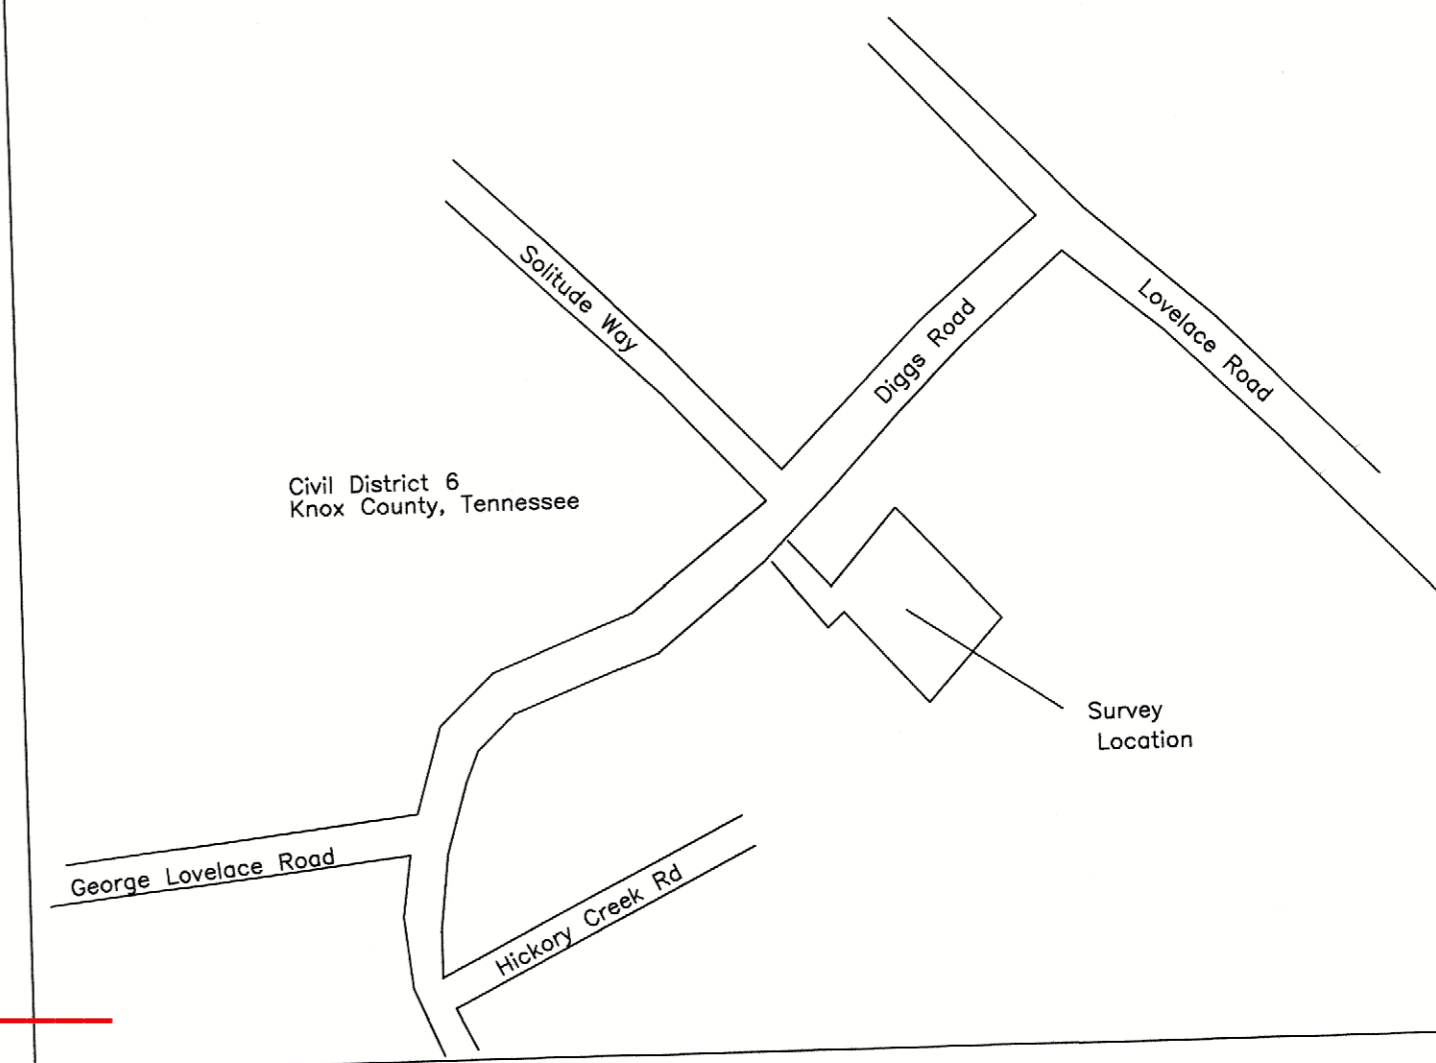 Solitude Way
Lovelace Road
Diggs Road
Civil District 6
Knox County, Tennessee
Survey
Location
George Lovelace Road
Hickory Creek Rd